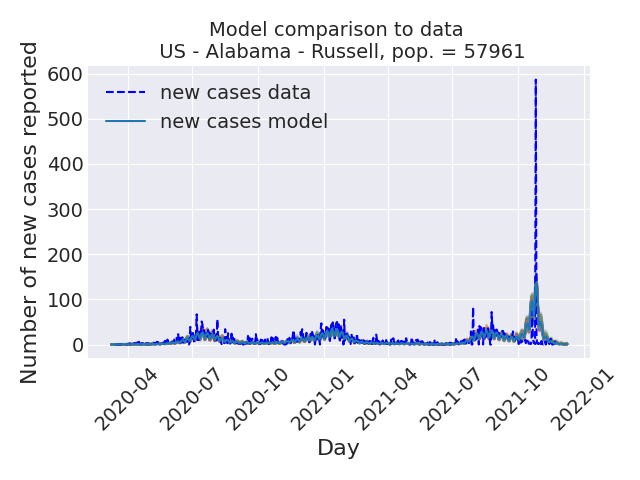 Model comparison to data
US - Alabama - Russell, pop. = 57961
Number of new cases reported
600
500
400
300
200
100
0
new cases data
new cases model
2020-04
2020-07
2020-10
2021-01
2021-04
2021-07
2021-10
2022-01
Day